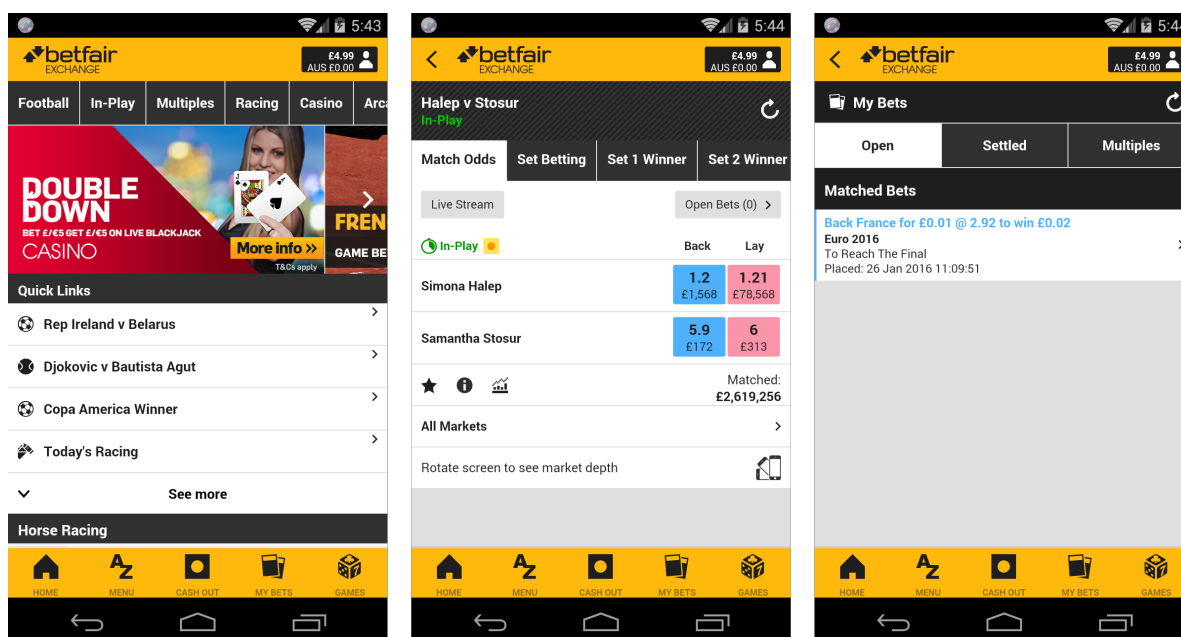 5:43
betfair
EXCHANGE
£4.99
AUS £0.00
Football In-Play Multiples Racing Casino Arc
DOUBLE
DOWN
BET £/€5 GET £/€5 ON LIVE BLACKJACK
CASINO
More info »
T&Cs apply
FREN
GAME BE
Quick Links
Rep Ireland v Belarus
Djokovic v Bautista Agut
Copa America Winner
Today's Racing
See more
Horse Racing
HOME MENU CASH OUT MY BETS GAMES
5:44
betfair
EXCHANGE
£4.99
AUS £0.00
Halep v Stosur
In-Play
Match Odds Set Betting Set 1 Winner Set 2 Winner
Live Stream Open Bets (0) >
In-Play Back Lay
Simona Halep 1.2 1.21
£1,568 £78,568
Samantha Stosur 5.9 6
£172 £313
Matched:
£2,619,256
All Markets
Rotate screen to see market depth
HOME MENU CASH OUT MY BETS GAMES
5:44
betfair
EXCHANGE
£4.99
AUS £0.00
My Bets
Open Settled Multiples
Matched Bets
Back France for £0.01 @ 2.92 to win £0.02
Euro 2016
To Reach The Final
Placed: 26 Jan 2016 11:09:51
HOME MENU CASH OUT MY BETS GAMES